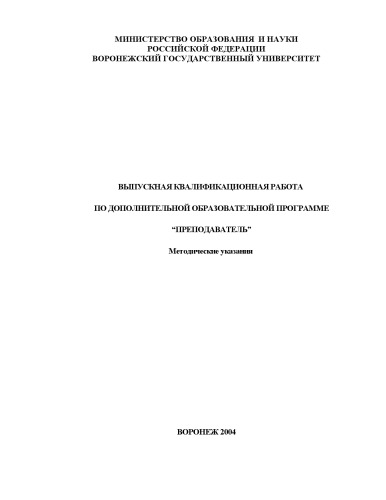 МИНИСТЕРСТВО ОБРАЗОВАНИЯ И НАУКИ
РОССИЙСКОЙ ФЕДЕРАЦИИ
ВОРОНЕЖСКИЙ ГОСУДАРСТВЕННЫЙ УНИВЕРСИТЕТ
ВЫПУСКНАЯ КВАЛИФИКАЦИОННАЯ РАБОТА
ПО ДОПОЛНИТЕЛЬНОЙ ОБРАЗОВАТЕЛЬНОЙ ПРОГРАММЕ
“ПРЕПОДАВАТЕЛЬ”
Методические указания
ВОРОНЕЖ 2004